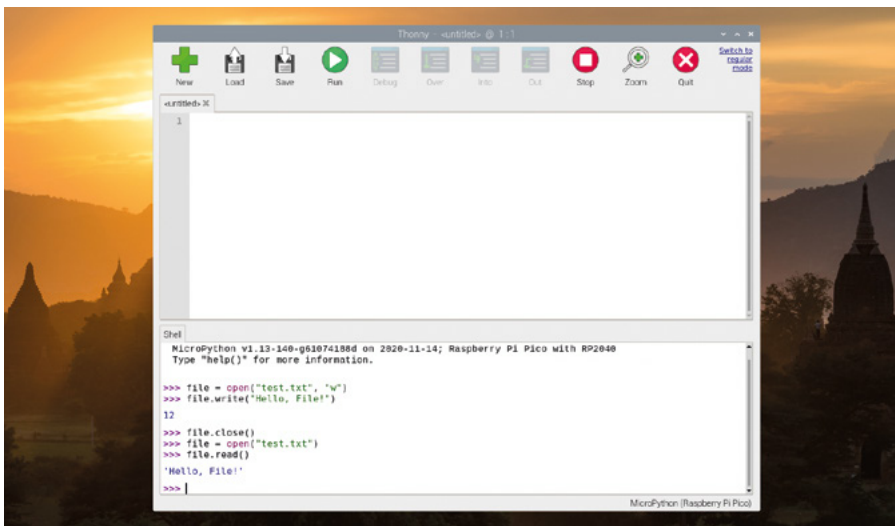 Thonny - <untitled> @ 1:1
New Load Save Run Debug Over Into Out Stop Zoom Quit
Switch to
regular
mode
<untitled>
1
Shell
MicroPython v1.13-140-g61074188d on 2020-11-14; Raspberry Pi Pico with RP2040
Type "help()" for more information.
>>> file = open("test.txt", "w")
>>> file.write("Hello, File!")
12
>>> file.close()
>>> file = open("test.txt")
>>> file.read()
'Hello, File!'
>>>
MicroPython (Raspberry Pi Pico)